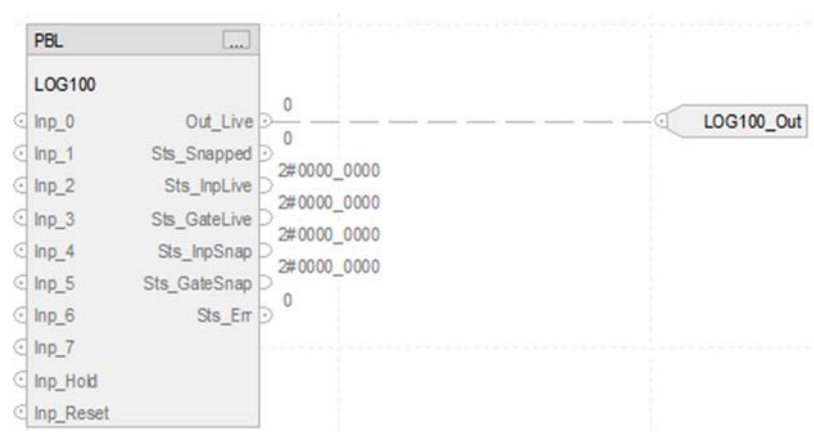 PBL ...
LOG100
0
Inp_0 Out_Live LOG100_Out
0
Inp_1 Sts_Snapped
2#0000_0000
Inp_2 Sts_InpLive
2#0000_0000
Inp_3 Sts_GateLive
2#0000_0000
Inp_4 Sts_InpSnap
2#0000_0000
Inp_5 Sts_GateSnap
0
Inp_6 Sts_Err
Inp_7
Inp_Hold
Inp_Reset